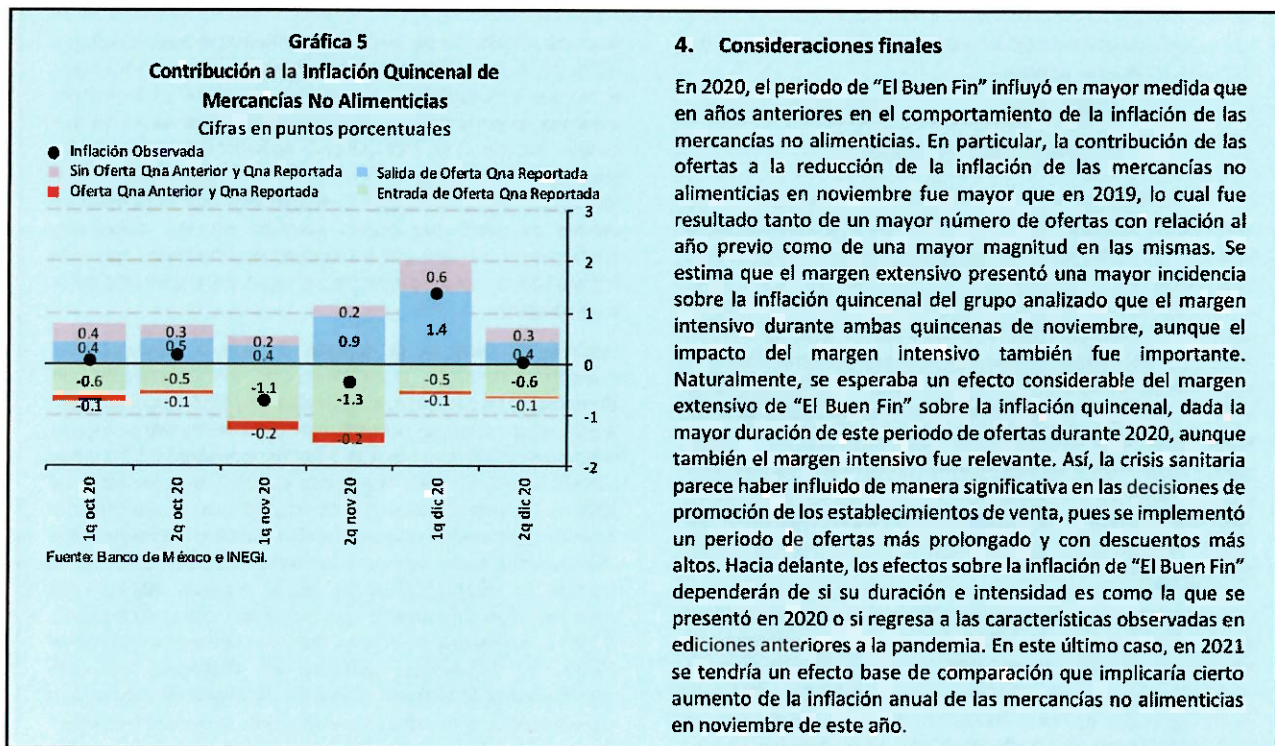 Gráfica 5
Contribución a la Inflación Quincenal de
Mercancías No Alimenticias
Cifras en puntos porcentuales
Inflación Observada
Sin Oferta Qna Anterior y Qna Reportada
Salida de Oferta Qna Reportada
Oferta Qna Anterior y Qna Reportada
Entrada de Oferta Qna Reportada
3
2
1
0
-1
-2
0.4 0.3 0.2 0.2 0.6 0.3
0.4 0.5 0.4 0.9 1.4 0.4
-0.6 -0.5 -1.1 -1.3 -0.5 -0.6
-0.1 -0.1 -0.2 -0.2 -0.1 -0.1
1q oct 20
2q oct 20
1q nov 20
2q nov 20
1q dic 20
2q dic 20
Fuente: Banco de México e INEGI.
4. Consideraciones finales
En 2020, el periodo de “El Buen Fin” influyó en mayor medida que
en años anteriores en el comportamiento de la inflación de las
mercancías no alimenticias. En particular, la contribución de las
ofertas a la reducción de la inflación de las mercancías no
alimenticias en noviembre fue mayor que en 2019, lo cual fue
resultado tanto de un mayor número de ofertas con relación al
año previo como de una mayor magnitud en las mismas. Se
estima que el margen extensivo presentó una mayor incidencia
sobre la inflación quincenal del grupo analizado que el margen
intensivo durante ambas quincenas de noviembre, aunque el
impacto del margen intensivo también fue importante.
Naturalmente, se esperaba un efecto considerable del margen
extensivo de “El Buen Fin” sobre la inflación quincenal, dada la
mayor duración de este periodo de ofertas durante 2020, aunque
también el margen intensivo fue relevante. Así, la crisis sanitaria
parece haber influido de manera significativa en las decisiones de
promoción de los establecimientos de venta, pues se implementó
un periodo de ofertas más prolongado y con descuentos más
altos. Hacia delante, los efectos sobre la inflación de “El Buen Fin”
dependerán de si su duración e intensidad es como la que se
presentó en 2020 o si regresa a las características observadas en
ediciones anteriores a la pandemia. En este último caso, en 2021
se tendría un efecto base de comparación que implicaría cierto
aumento de la inflación anual de las mercancías no alimenticias
en noviembre de este año.